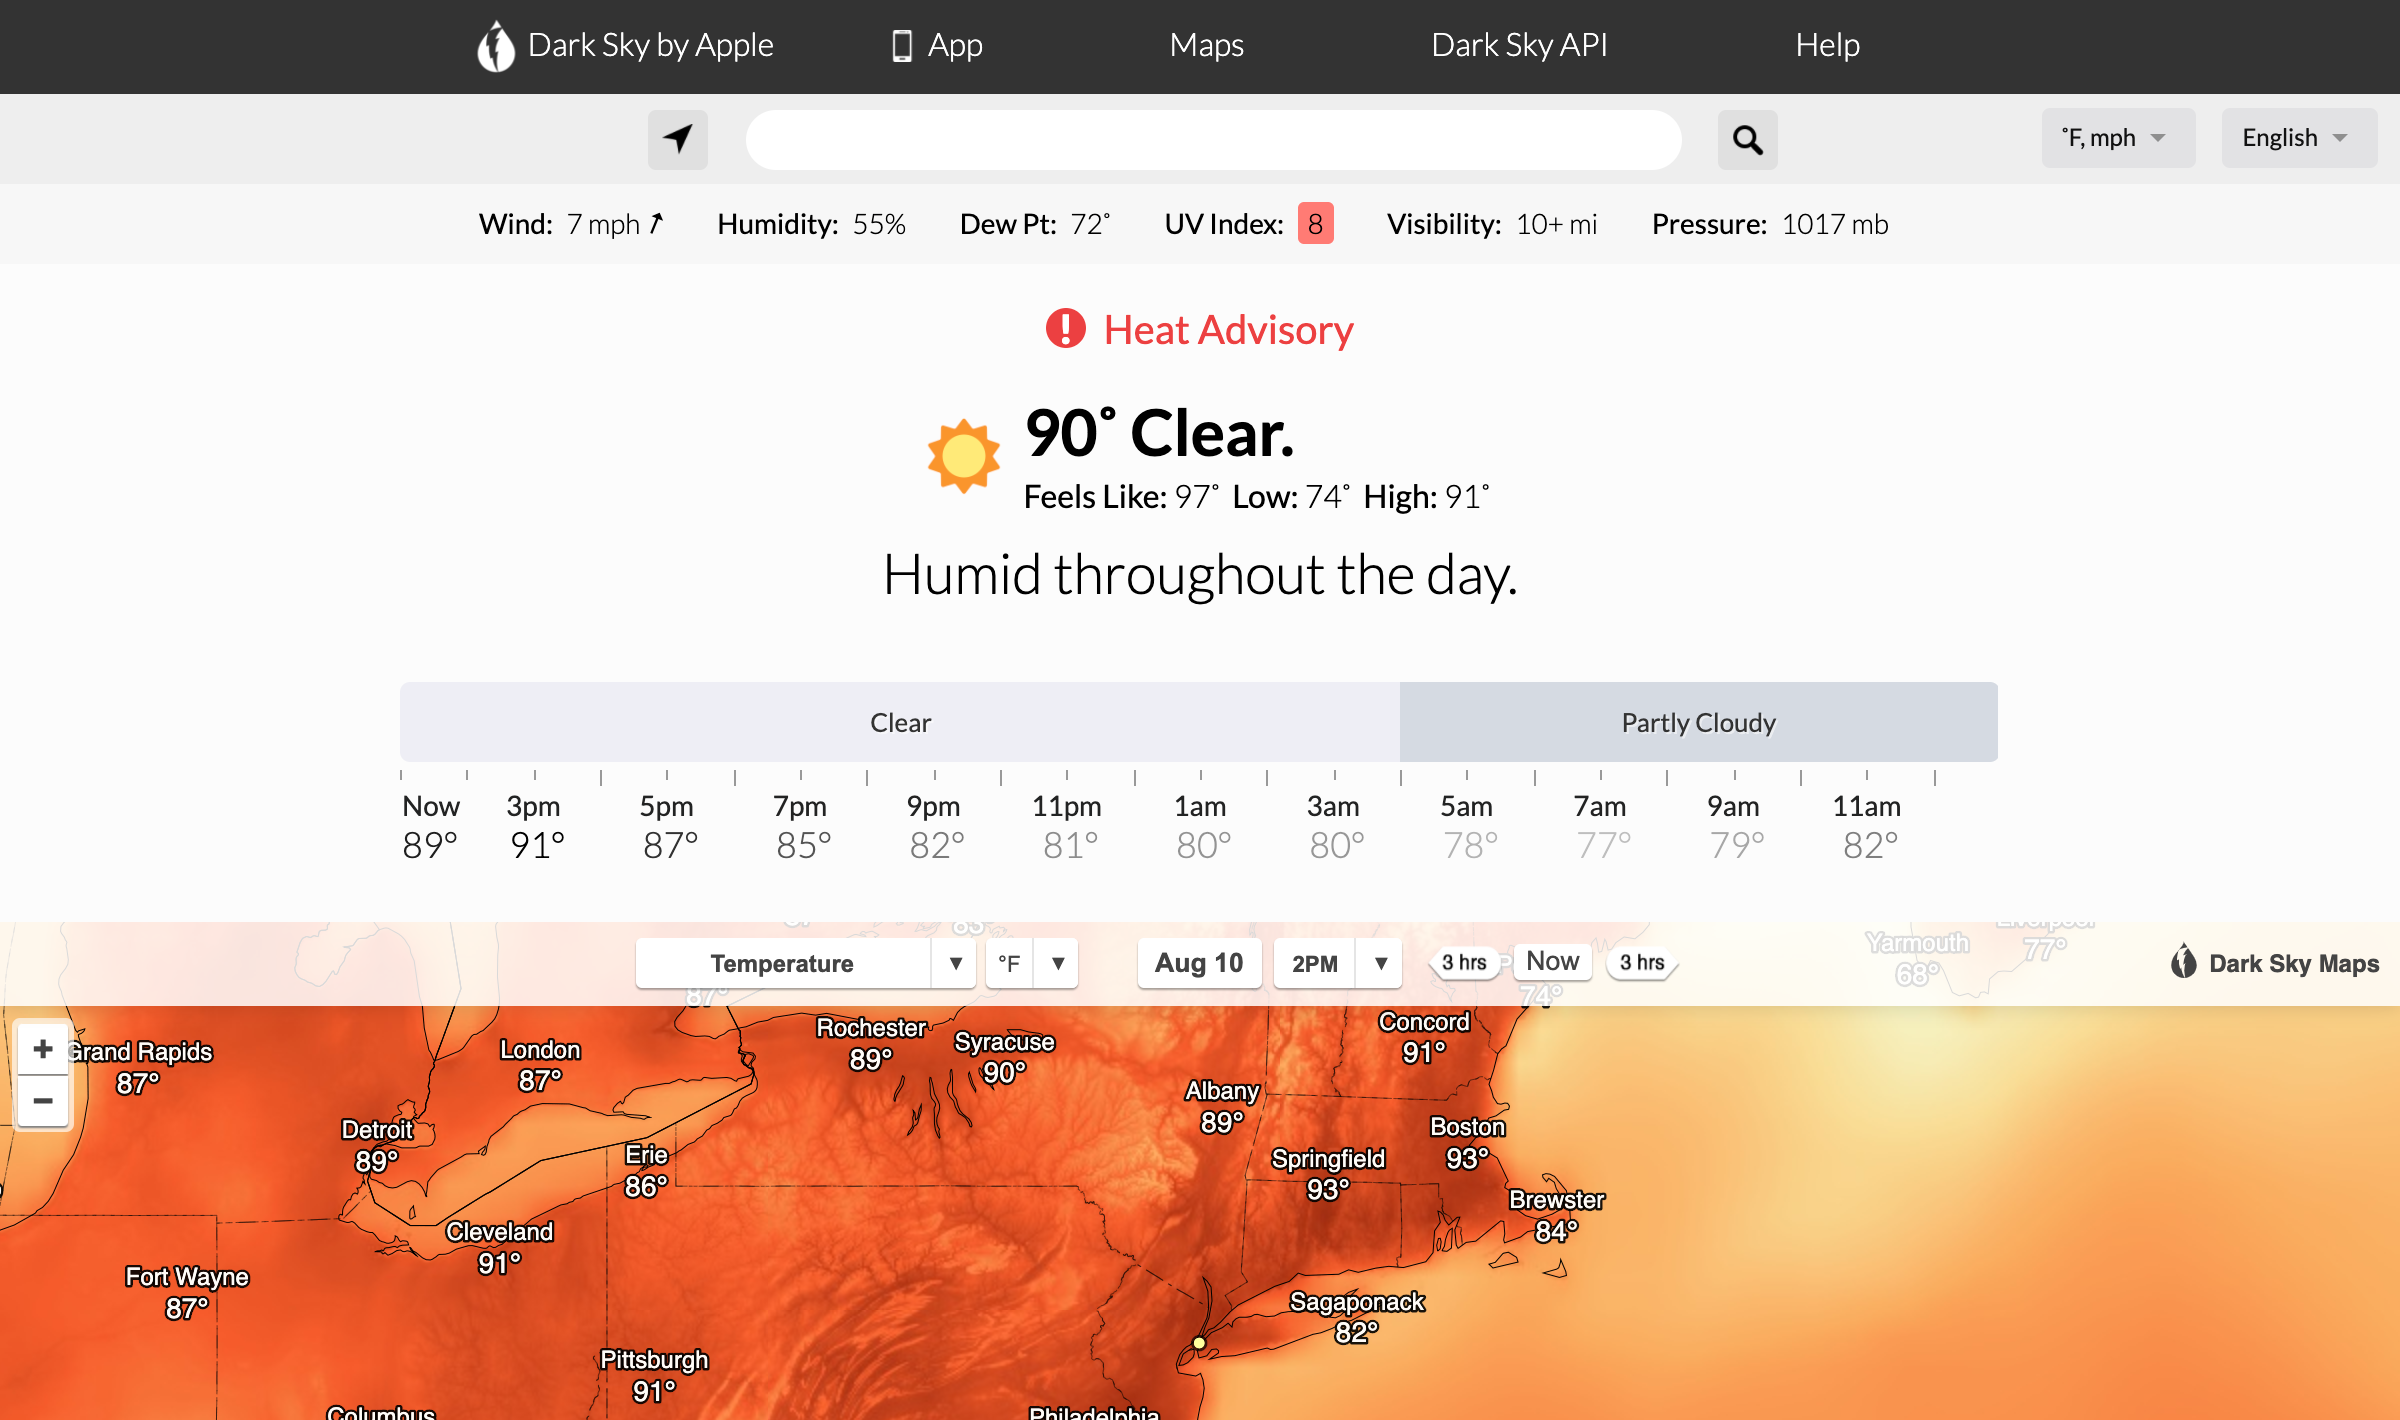 Dark Sky by Apple App Maps Dark Sky API Help
˚F, mph English
Wind: 7 mph Humidity: 55% Dew Pt: 72˚ UV Index: 8 Visibility: 10+ mi Pressure: 1017 mb
Heat Advisory
90˚ Clear.
Feels Like: 97˚ Low: 74˚ High: 91˚
Humid throughout the day.
Clear Partly Cloudy
Now 3pm 5pm 7pm 9pm 11pm 1am 3am 5am 7am 9am 11am
89° 91° 87° 85° 82° 81° 80° 80° 78° 77° 79° 82°
Temperature °F Aug 10 2PM 3 hrs Now 3 hrs Dark Sky Maps
Liverpool
77°
Yarmouth
68°
87°
74°
Grand Rapids
87°
London
87°
Rochester
89°
Syracuse
90°
Concord
91°
Albany
89°
Detroit
89°
Erie
86°
Boston
93°
Springfield
93°
Brewster
84°
Cleveland
91°
Fort Wayne
87°
Sagaponack
82°
Pittsburgh
91°
Columbus
Philadelphia